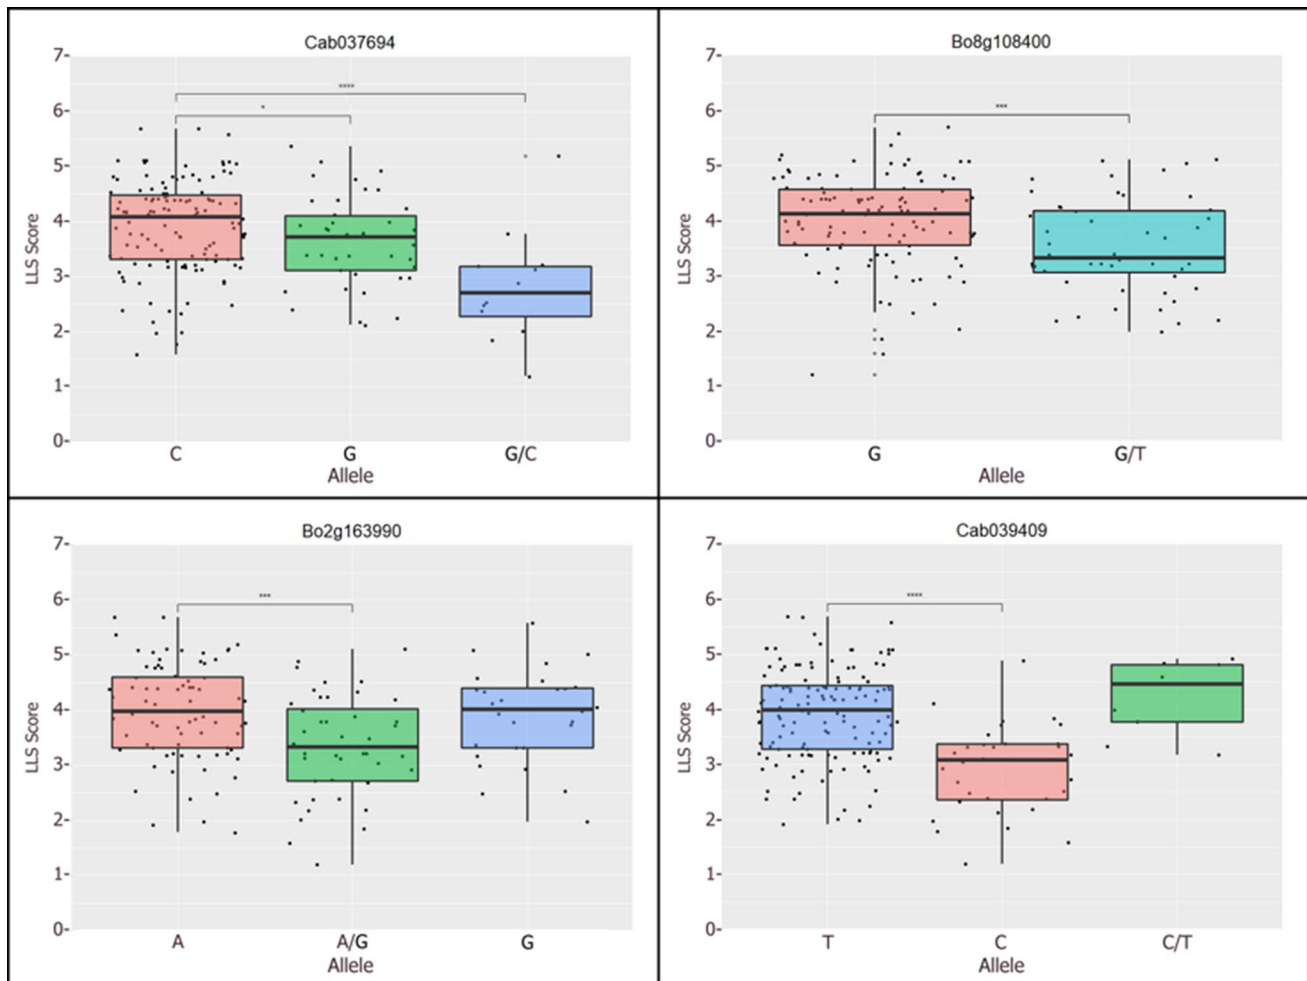 Cab037694
7-
6-
5-
4-
3-
2-
1-
0-
LLS Score
****
*
C
G
G/C
Allele
Bo8g108400
7-
6-
5-
4-
3-
2-
1-
0-
LLS Score
***
G
G/T
Allele
Bo2g163990
7-
6-
5-
4-
3-
2-
1-
0-
LLS Score
***
A
A/G
G
Allele
Cab039409
7-
6-
5-
4-
3-
2-
1-
0-
LLS Score
****
T
C
C/T
Allele